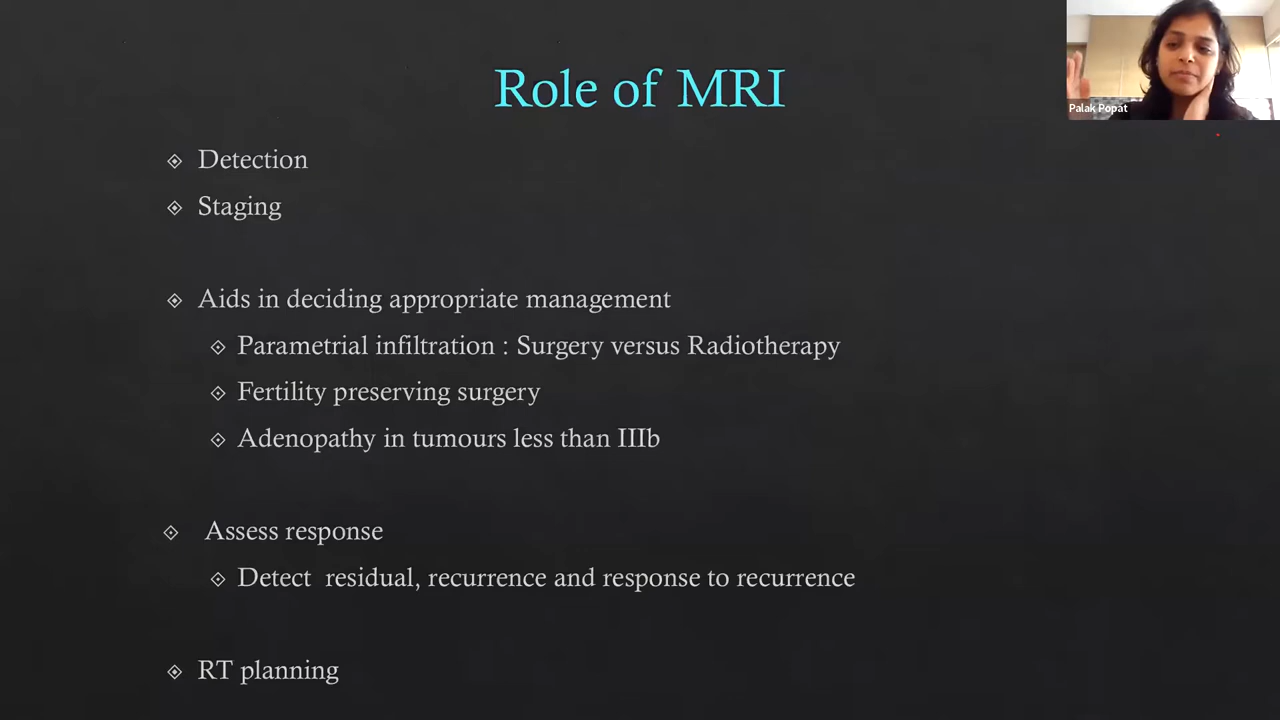 Role of MRI
Palak Popat
Detection
Staging
Aids in deciding appropriate management
Parametrial infiltration : Surgery versus Radiotherapy
Fertility preserving surgery
Adenopathy in tumours less than IIIb
Assess response
Detect  residual, recurrence and response to recurrence
RT planning